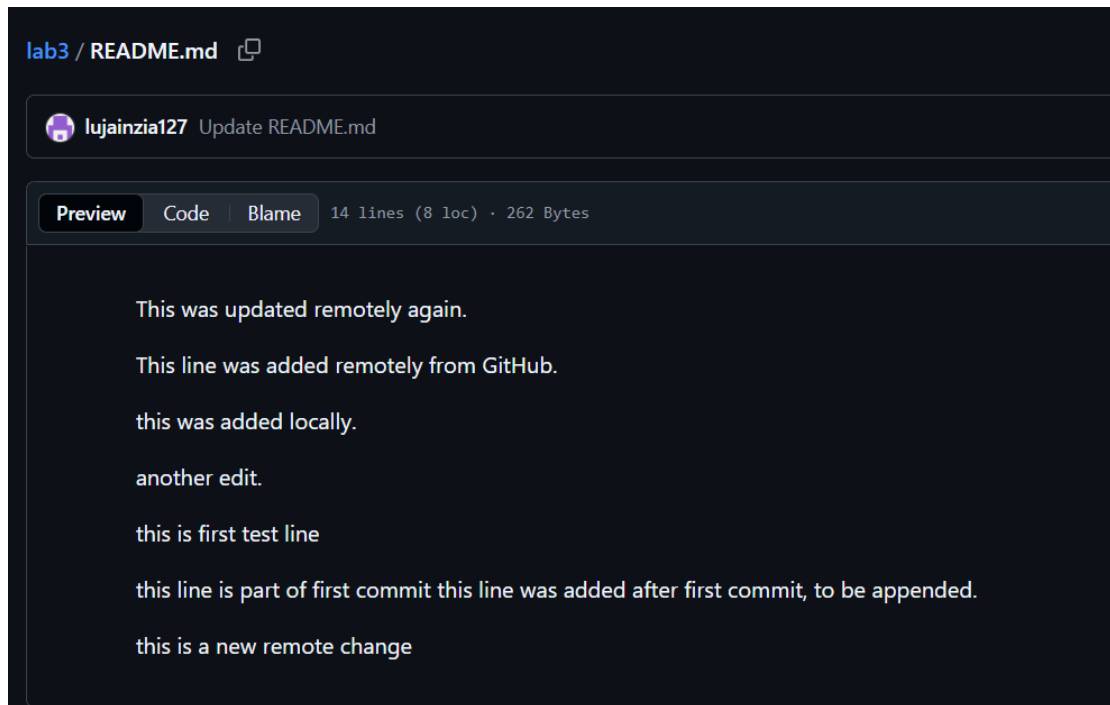 lab3 / README.md
lujainzia127 Update README.md
Preview Code Blame 14 lines (8 loc) · 262 Bytes
This was updated remotely again.
This line was added remotely from GitHub.
this was added locally.
another edit.
this is first test line
this line is part of first commit this line was added after first commit, to be appended.
this is a new remote change